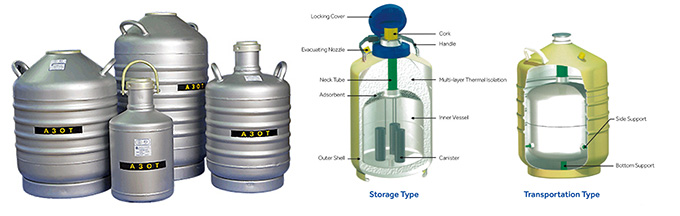 АЗОТ
АЗОТ
АЗОТ
АЗОТ
Locking Cover
Cork
Handle
Evacuating Nozzle
Neck Tube
Multi-layer Thermal Isolation
Adsorbent
Inner Vessel
Outer Shell
Canister
Storage Type
Side Support
Bottom Support
Transportation Type